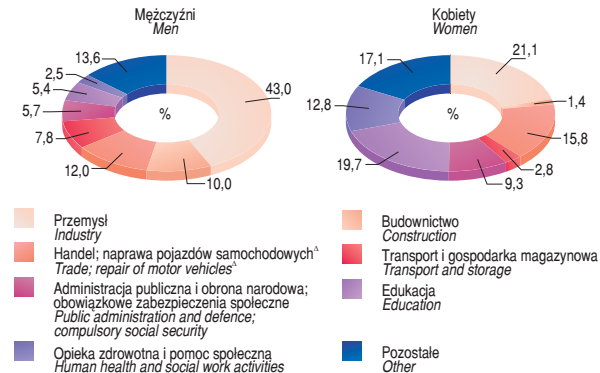 Mężczyźni
Men
13,6
2,5
5,4
5,7
7,8
12,0
10,0
43,0
%
Kobiety
Women
17,1
12,8
19,7
9,3
2,8
15,8
1,4
21,1
%
Przemysł
Industry
Handel; naprawa pojazdów samochodowychᐞ
Trade; repair of motor vehiclesᐞ
Administracja publiczna i obrona narodowa;
obowiązkowe zabezpieczenia społeczne
Public administration and defence;
compulsory social security
Opieka zdrowotna i pomoc społeczna
Human health and social work activities
Budownictwo
Construction
Transport i gospodarka magazynowa
Transport and storage
Edukacja
Education
Pozostałe
Other